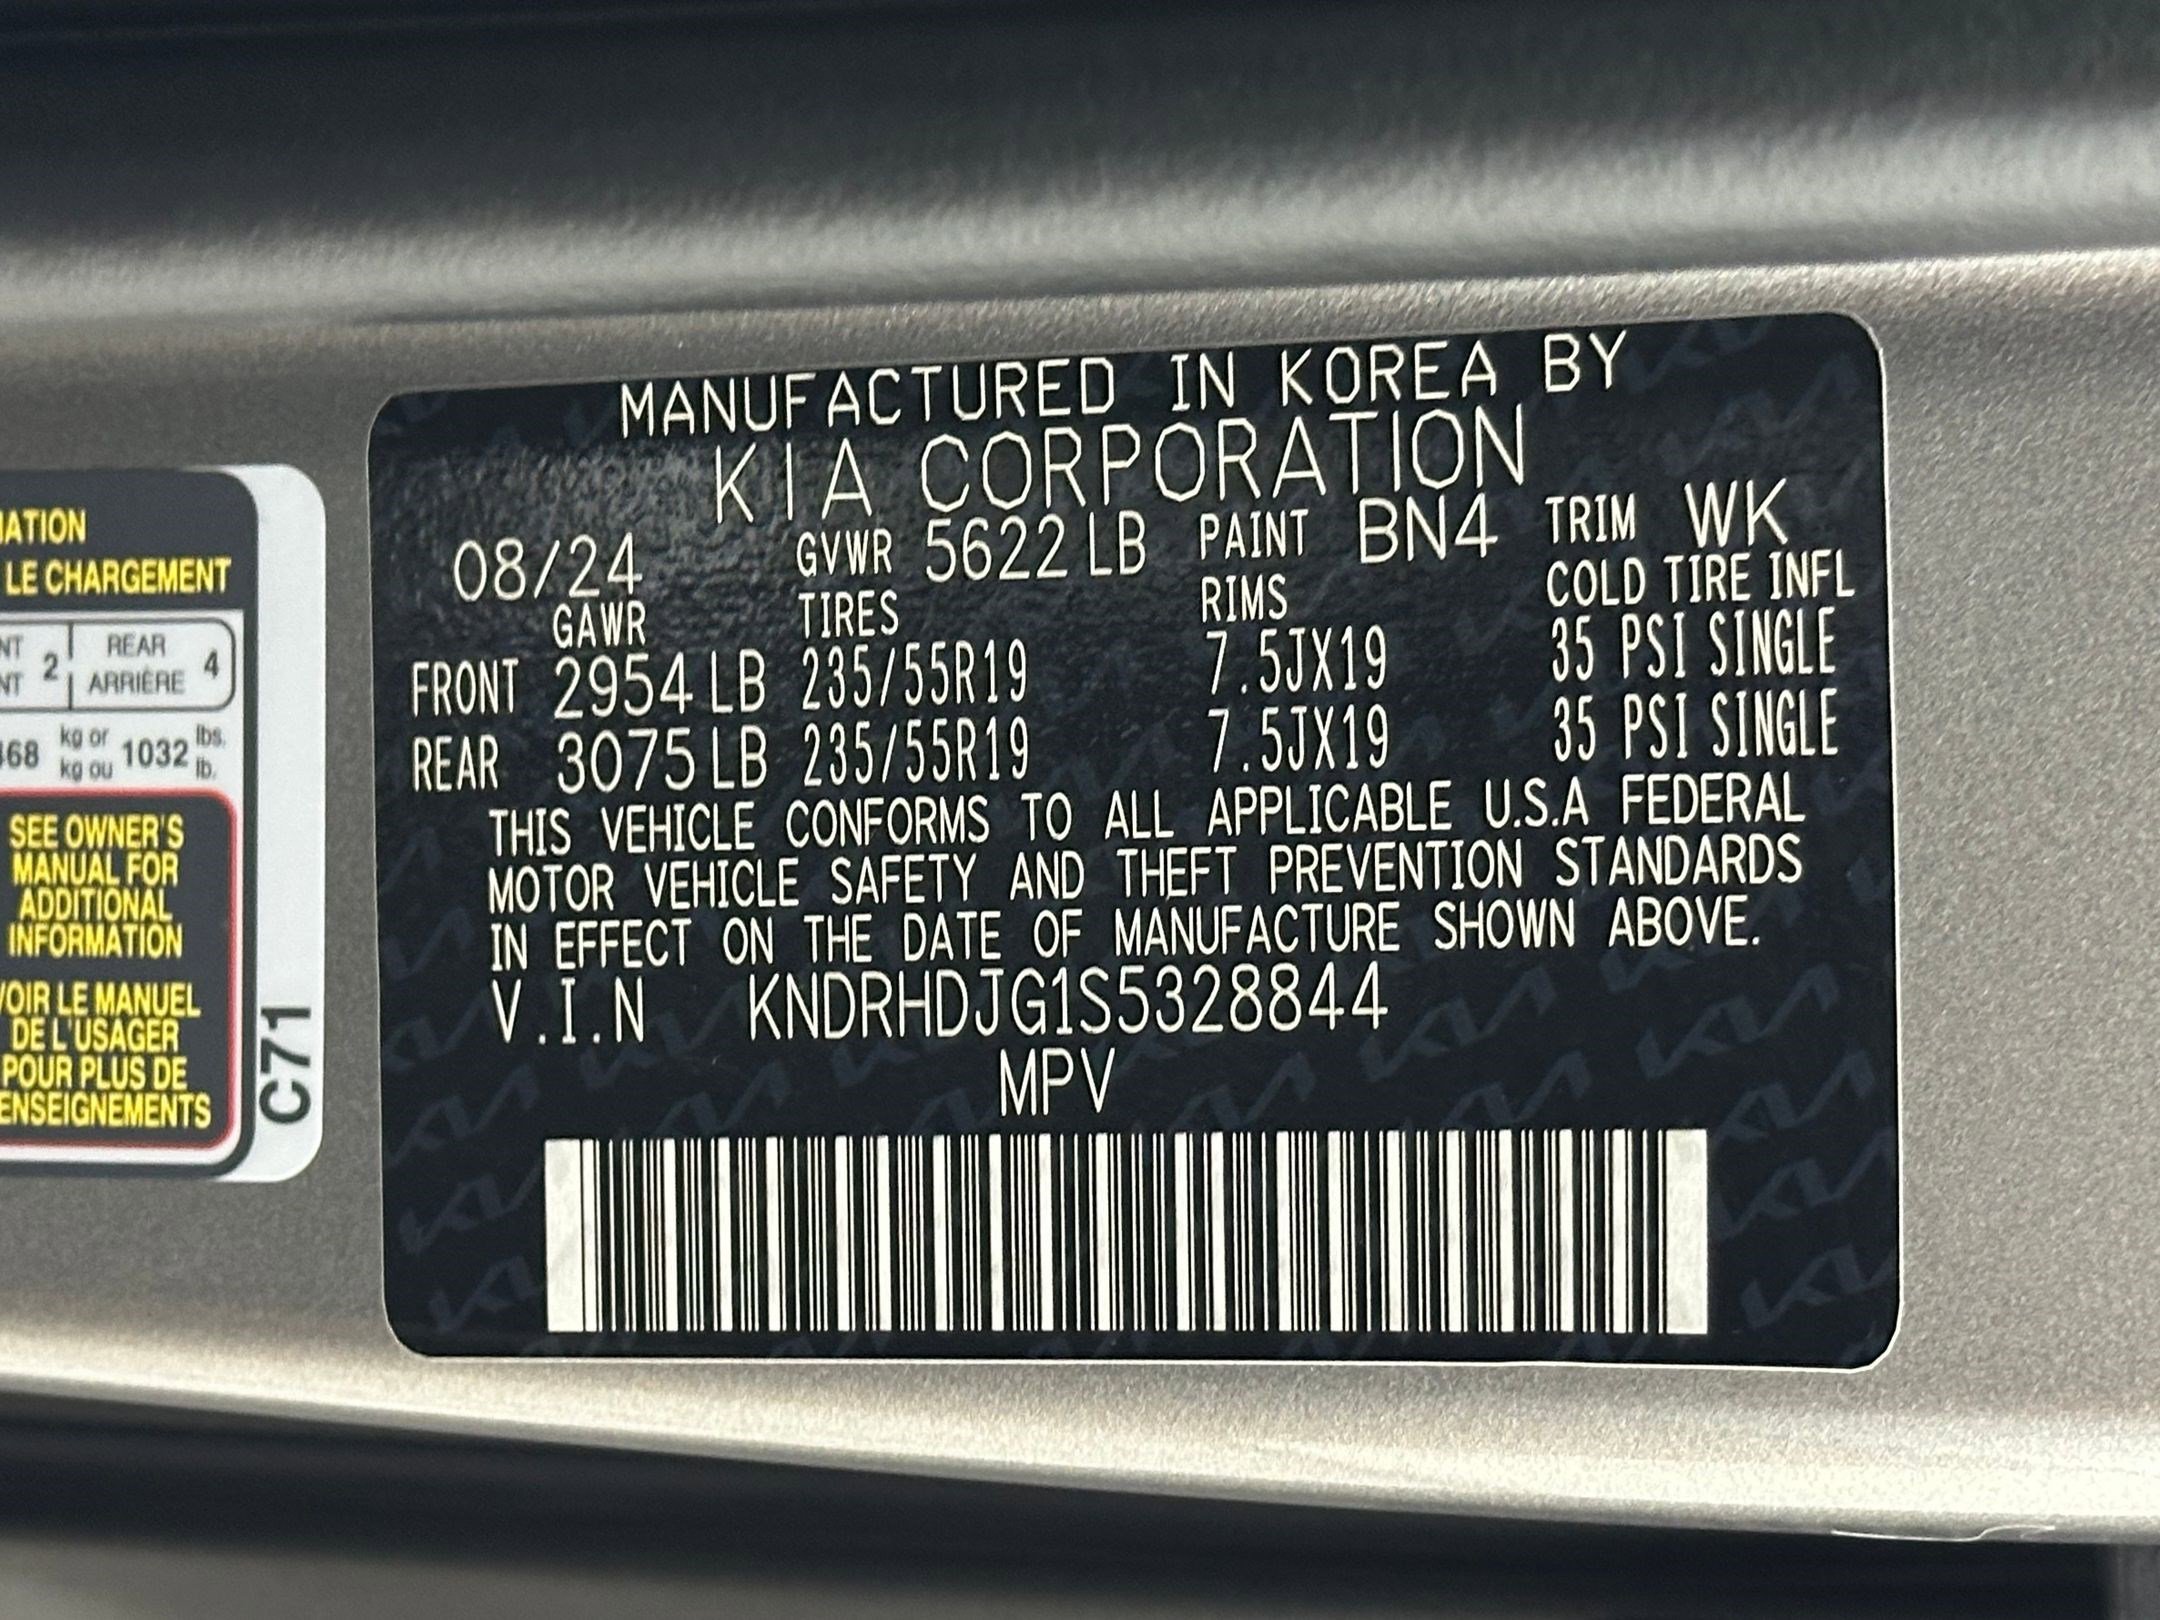 MANUFACTURED IN KOREA BY
KIA CORPORATION
08/24 GVWR 5622 LB PAINT BN4 TRIM WK
GAWR TIRES RIMS COLD TIRE INFL
FRONT 2954 LB 235/55R19 7.5JX19 35 PSI SINGLE
REAR 3075 LB 235/55R19 7.5JX19 35 PSI SINGLE
THIS VEHICLE CONFORMS TO ALL APPLICABLE U.S.A FEDERAL
MOTOR VEHICLE SAFETY AND THEFT PREVENTION STANDARDS
IN EFFECT ON THE DATE OF MANUFACTURE SHOWN ABOVE.
V.I.N KNDRHDJG1S5328844
MPV
LE CHARGEMENT
2 REAR 4
ARRIÈRE
kg or 1032 lbs.
kg ou lb.
SEE OWNER'S
MANUAL FOR
ADDITIONAL
INFORMATION
VOIR LE MANUEL
DE L'USAGER
POUR PLUS DE
C71